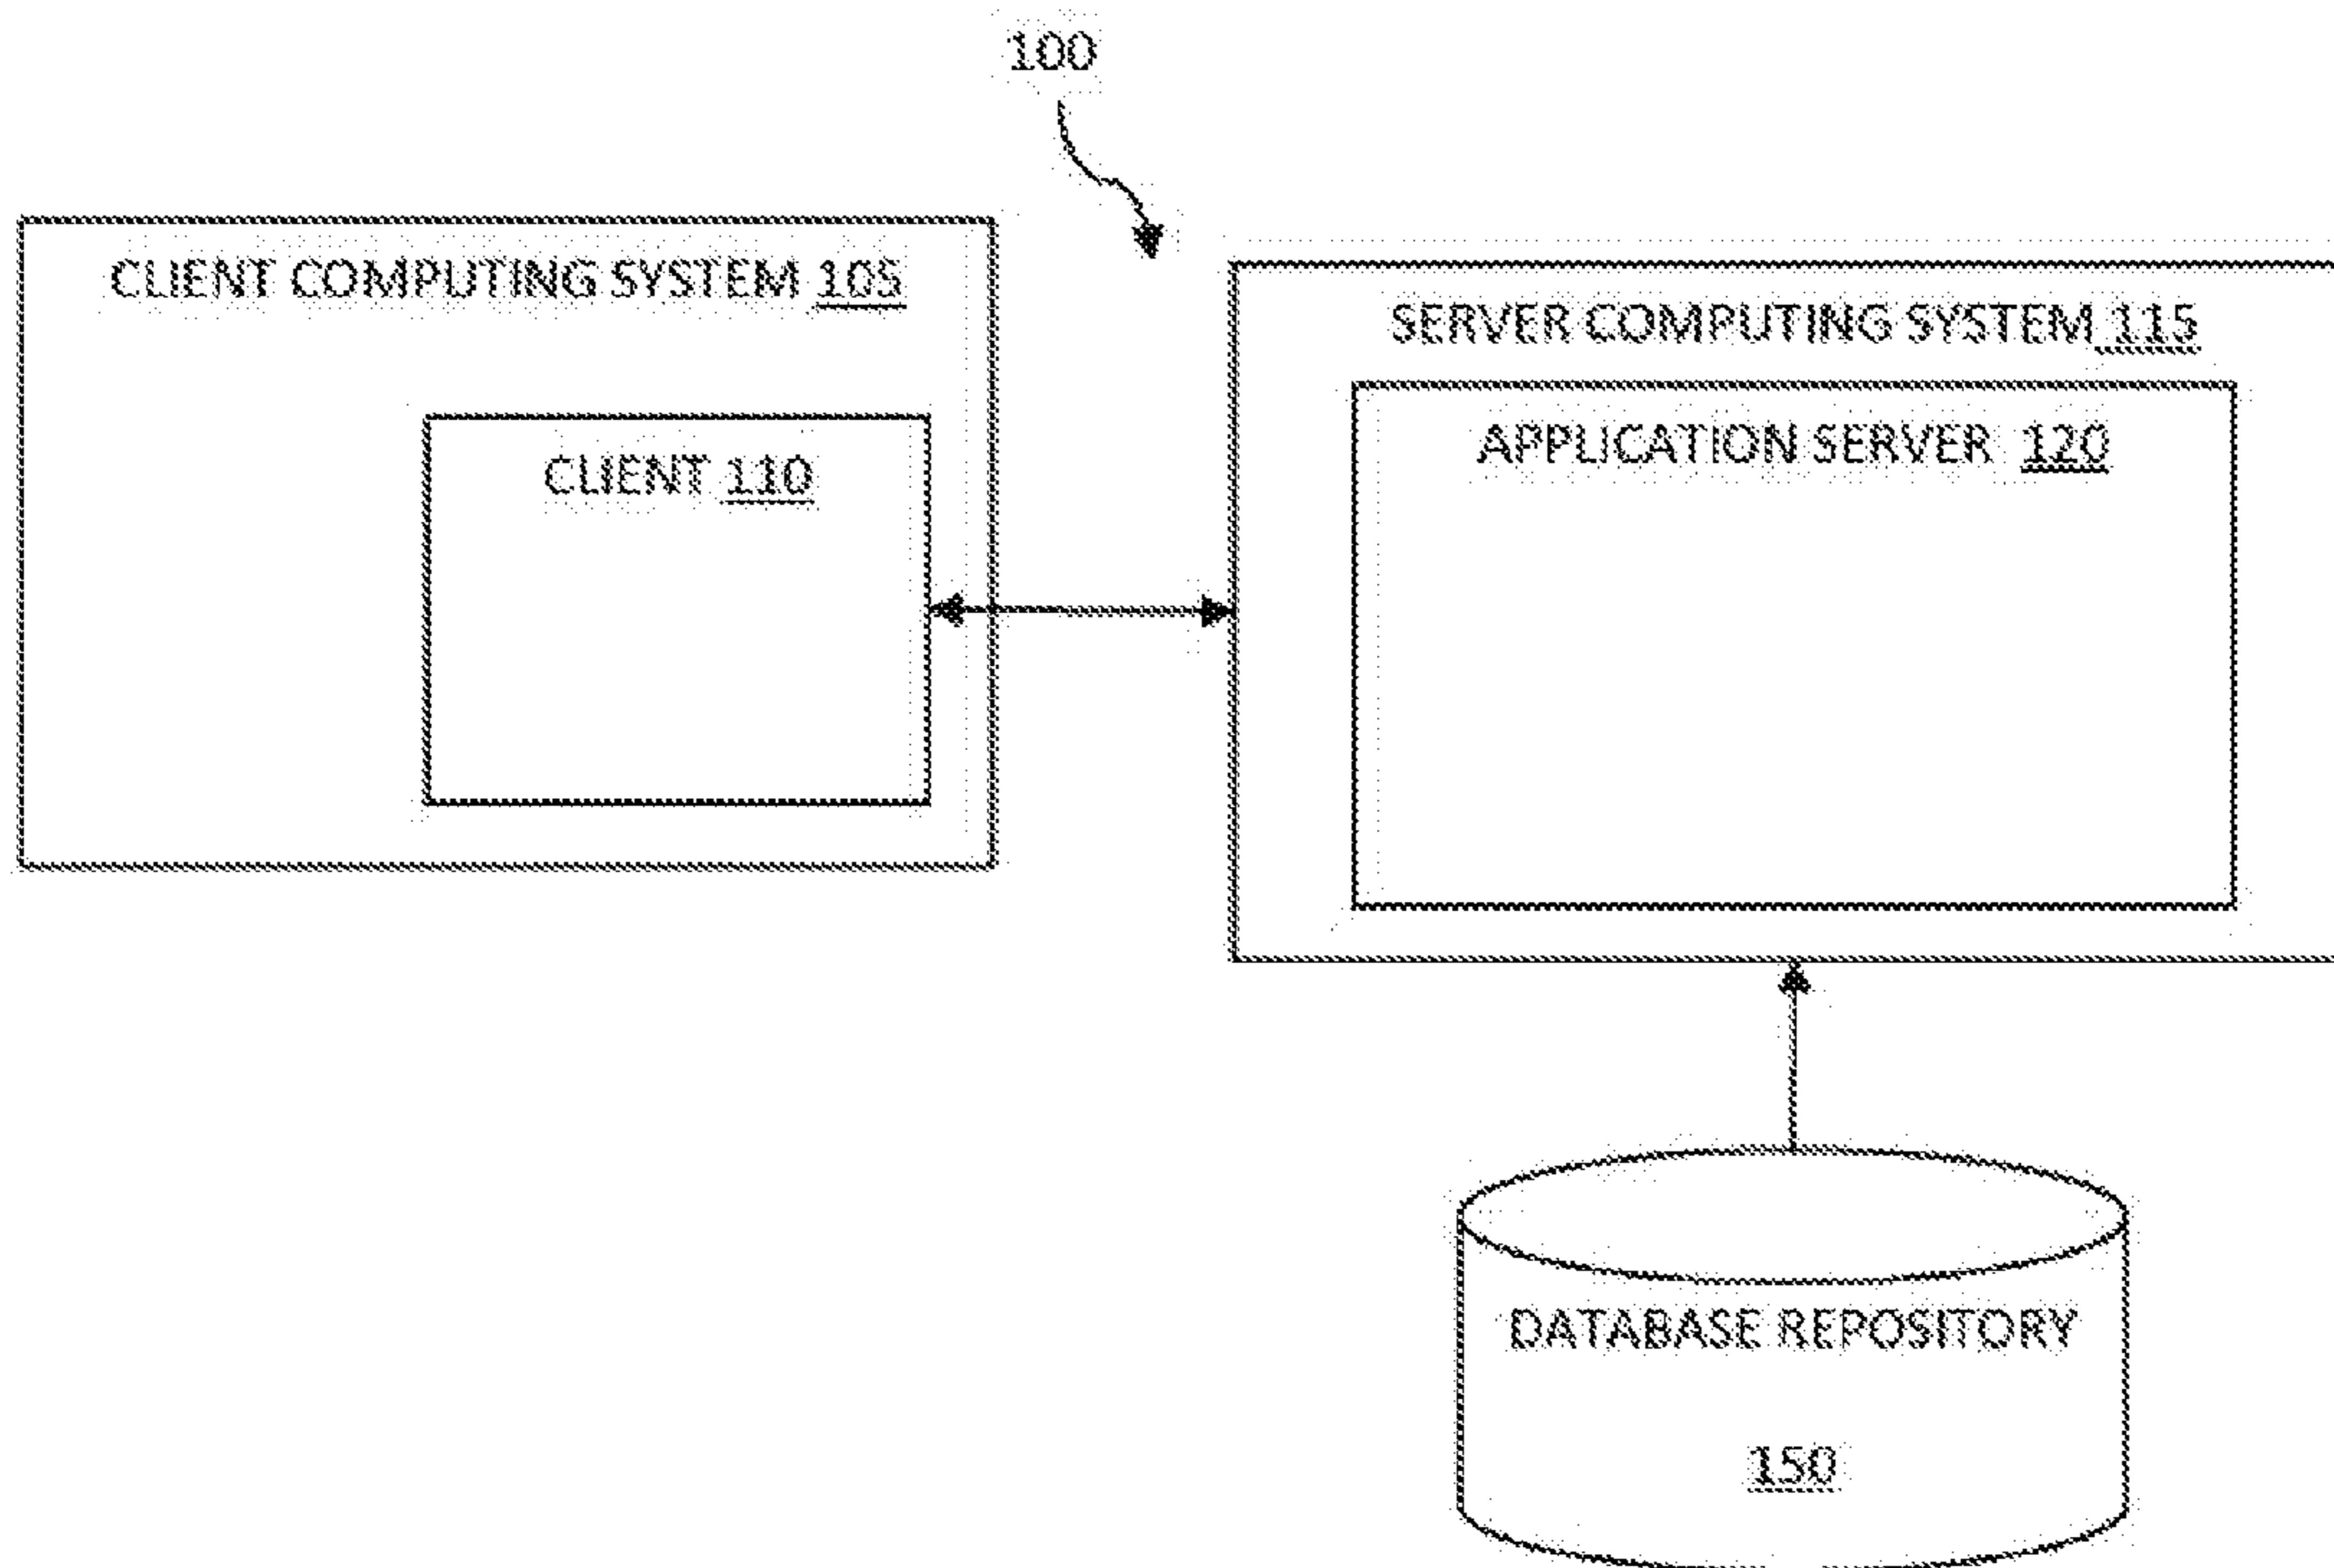 100
CLIENT COMPUTING SYSTEM 105
SERVER COMPUTING SYSTEM 115
APPLICATION SERVER 120
CLIENT 110
DATABASE REPOSITORY
150